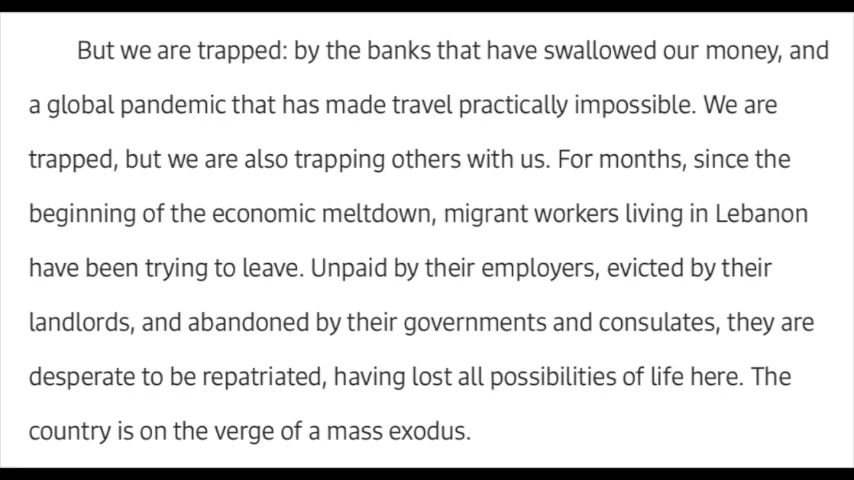 But we are trapped: by the banks that have swallowed our money, and
a global pandemic that has made travel practically impossible. We are
trapped, but we are also trapping others with us. For months, since the
beginning of the economic meltdown, migrant workers living in Lebanon
have been trying to leave. Unpaid by their employers, evicted by their
landlords, and abandoned by their governments and consulates, they are
desperate to be repatriated, having lost all possibilities of life here. The
country is on the verge of a mass exodus.